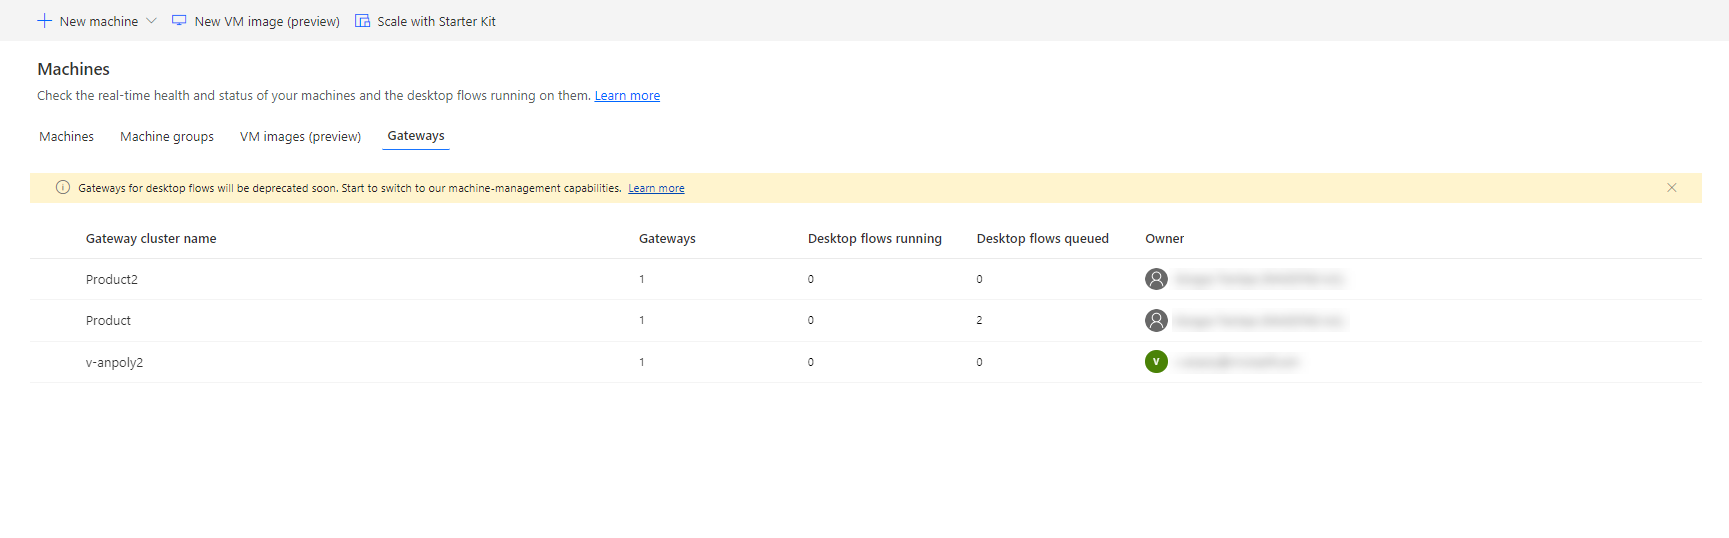 New machine New VM image (preview) Scale with Starter Kit
Machines
Check the real-time health and status of your machines and the desktop flows running on them. Learn more
Machines Machine groups VM images (preview) Gateways
Gateways for desktop flows will be deprecated soon. Start to switch to our machine-management capabilities. Learn more
Gateway cluster name Gateways Desktop flows running Desktop flows queued Owner
Product2 1 0 0
Product 1 0 2
v-anpoly2 1 0 0 V